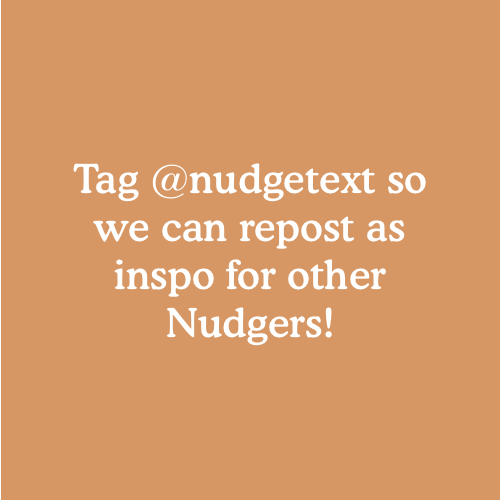 Tag @nudgetext so
we can repost as
inspo for other
Nudgers!